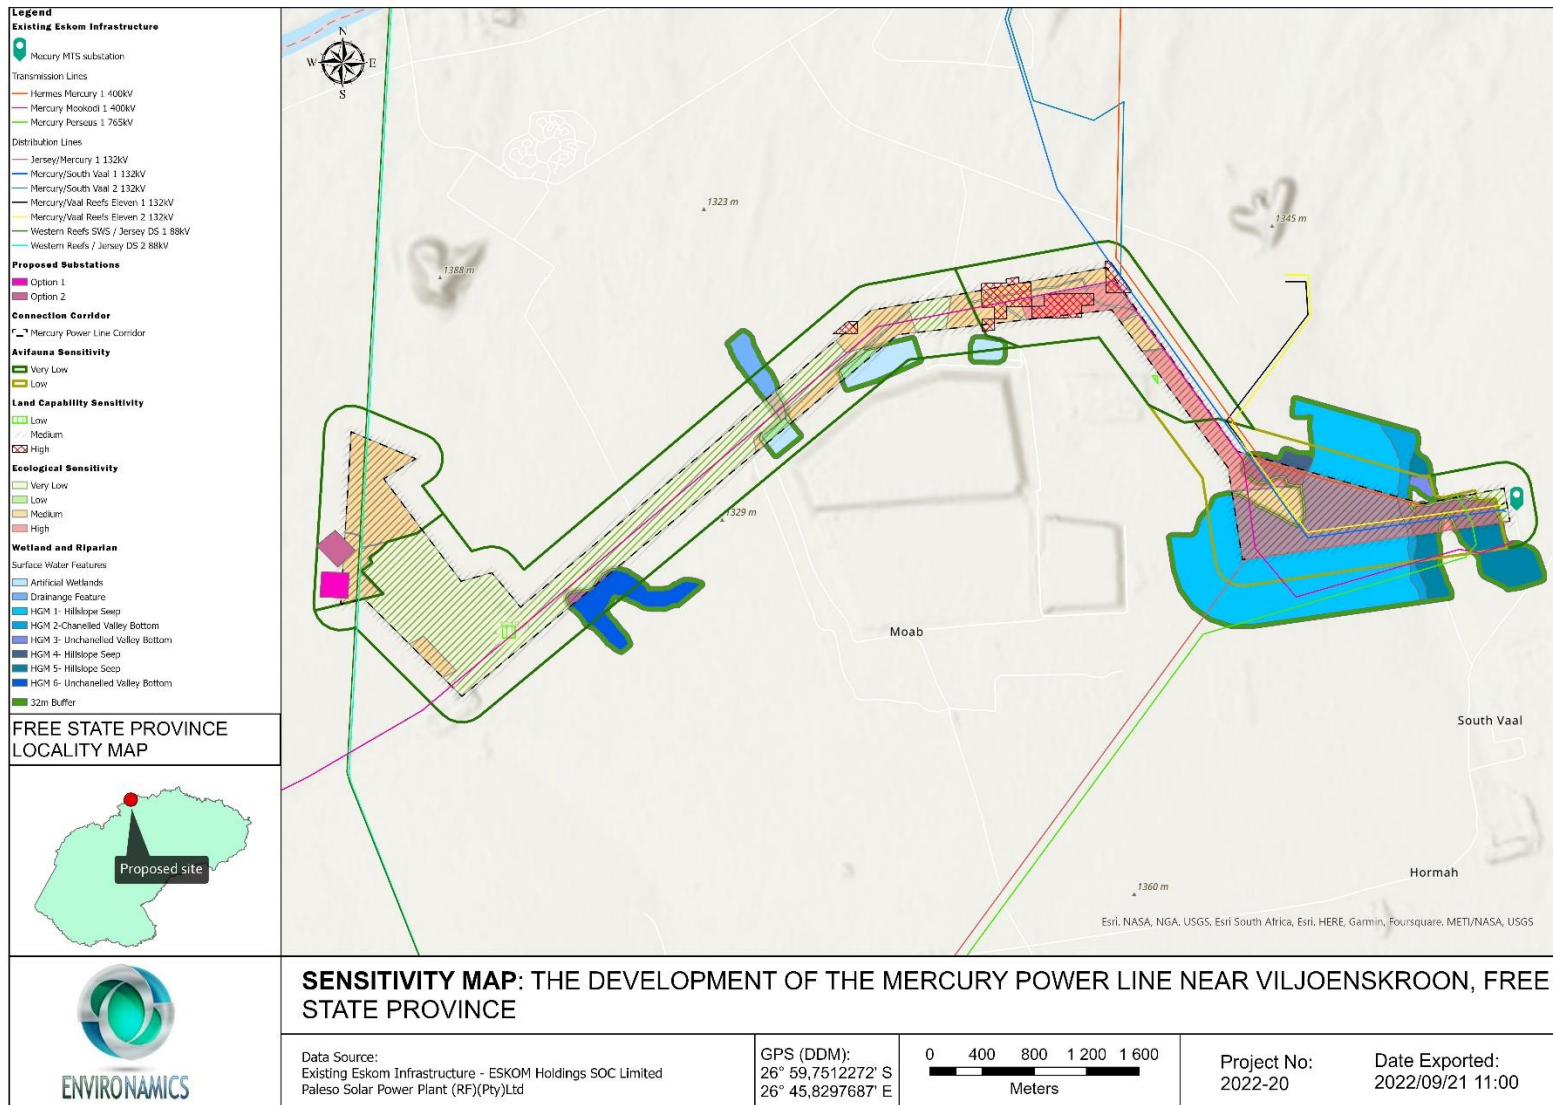 Legend
Existing Eskom Infrastructure
Mecury MTS substation
Transmission Lines
Hermes Mercury 1 400kV
Mercury Mookodi 1 400kV
Mercury Perseus 1 765kV
Distribution Lines
Jersey/Mercury 1 132kV
Mercury/South Vaal 1 132kV
Mercury/South Vaal 2 132kV
Mercury/Vaal Reefs Eleven 1 132kV
Mercury/Vaal Reefs Eleven 2 132kV
Western Reefs SWS / Jersey DS 1 88kV
Western Reefs / Jersey DS 2 88kV
Proposed Substations
Option 1
Option 2
Connection Corridor
Mercury Power Line Corridor
Avifauna Sensitivity
Very Low
Low
Land Capability Sensitivity
Low
Medium
High
Ecological Sensitivity
Very Low
Low
Medium
High
Wetland and Riparian
Surface Water Features
Artificial Wetlands
Drainange Feature
HGM 1- Hillslope Seep
HGM 2-Chanelled Valley Bottom
HGM 3- Unchanelled Valley Bottom
HGM 4- Hillslope Seep
HGM 5- Hillslope Seep
HGM 6- Unchanelled Valley Bottom
32m Buffer
FREE STATE PROVINCE
LOCALITY MAP
Proposed site
ENVIRONAMICS
N
W
E
S
1323 m
1345 m
1388 m
1329 m
Moab
South Vaal
Hormah
1360 m
Esri, NASA, NGA, USGS, Esri South Africa, Esri, HERE, Garmin, Foursquare, METI/NASA, USGS
SENSITIVITY MAP: THE DEVELOPMENT OF THE MERCURY POWER LINE NEAR VILJOENSKROON, FREE
STATE PROVINCE
Data Source:
Existing Eskom Infrastructure - ESKOM Holdings SOC Limited
Paleso Solar Power Plant (RF)(Pty)Ltd
GPS (DDM):
26° 59,7512272' S
26° 45,8297687' E
0 400 800 1 200 1 600
Meters
Project No:
2022-20
Date Exported:
2022/09/21 11:00